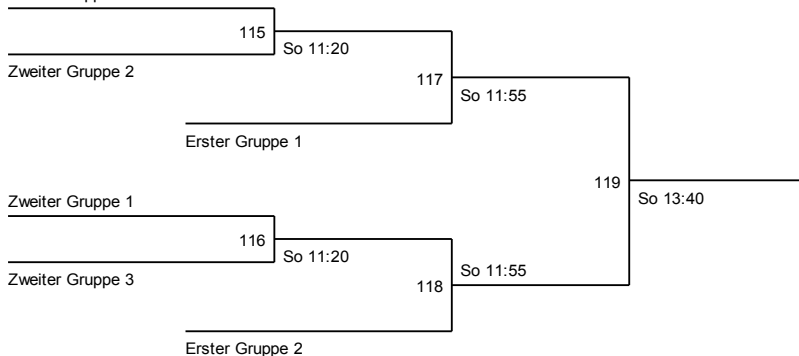 115
So 11:20
Zweiter Gruppe 2
117
So 11:55
Erster Gruppe 1
119
So 13:40
Zweiter Gruppe 1
116
So 11:20
Zweiter Gruppe 3
So 11:55
118
Erster Gruppe 2